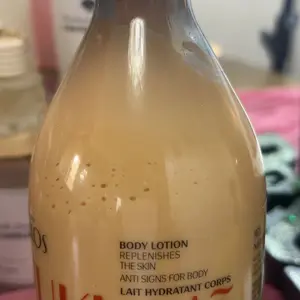 BODY LOTION
REPLENISHES
THE SKIN
ANTI SIGNS FOR BODY
LAIT HYDRATANT CORPS